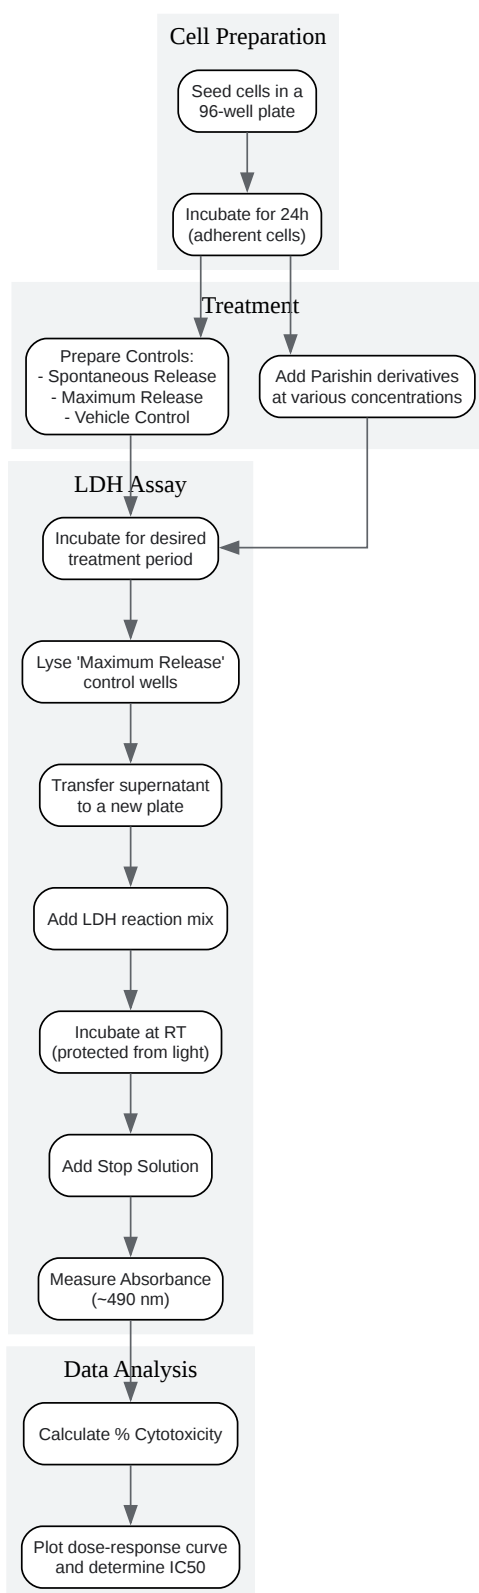 Cell Preparation
Seed cells in a
96-well plate
Incubate for 24h
(adherent cells)
Treatment
Prepare Controls:
- Spontaneous Release
- Maximum Release
- Vehicle Control
Add Parishin derivatives
at various concentrations
LDH Assay
Incubate for desired
treatment period
Lyse 'Maximum Release'
control wells
Transfer supernatant
to a new plate
Add LDH reaction mix
Incubate at RT
(protected from light)
Add Stop Solution
Measure Absorbance
(~490 nm)
Data Analysis
Calculate % Cytotoxicity
Plot dose-response curve
and determine IC50